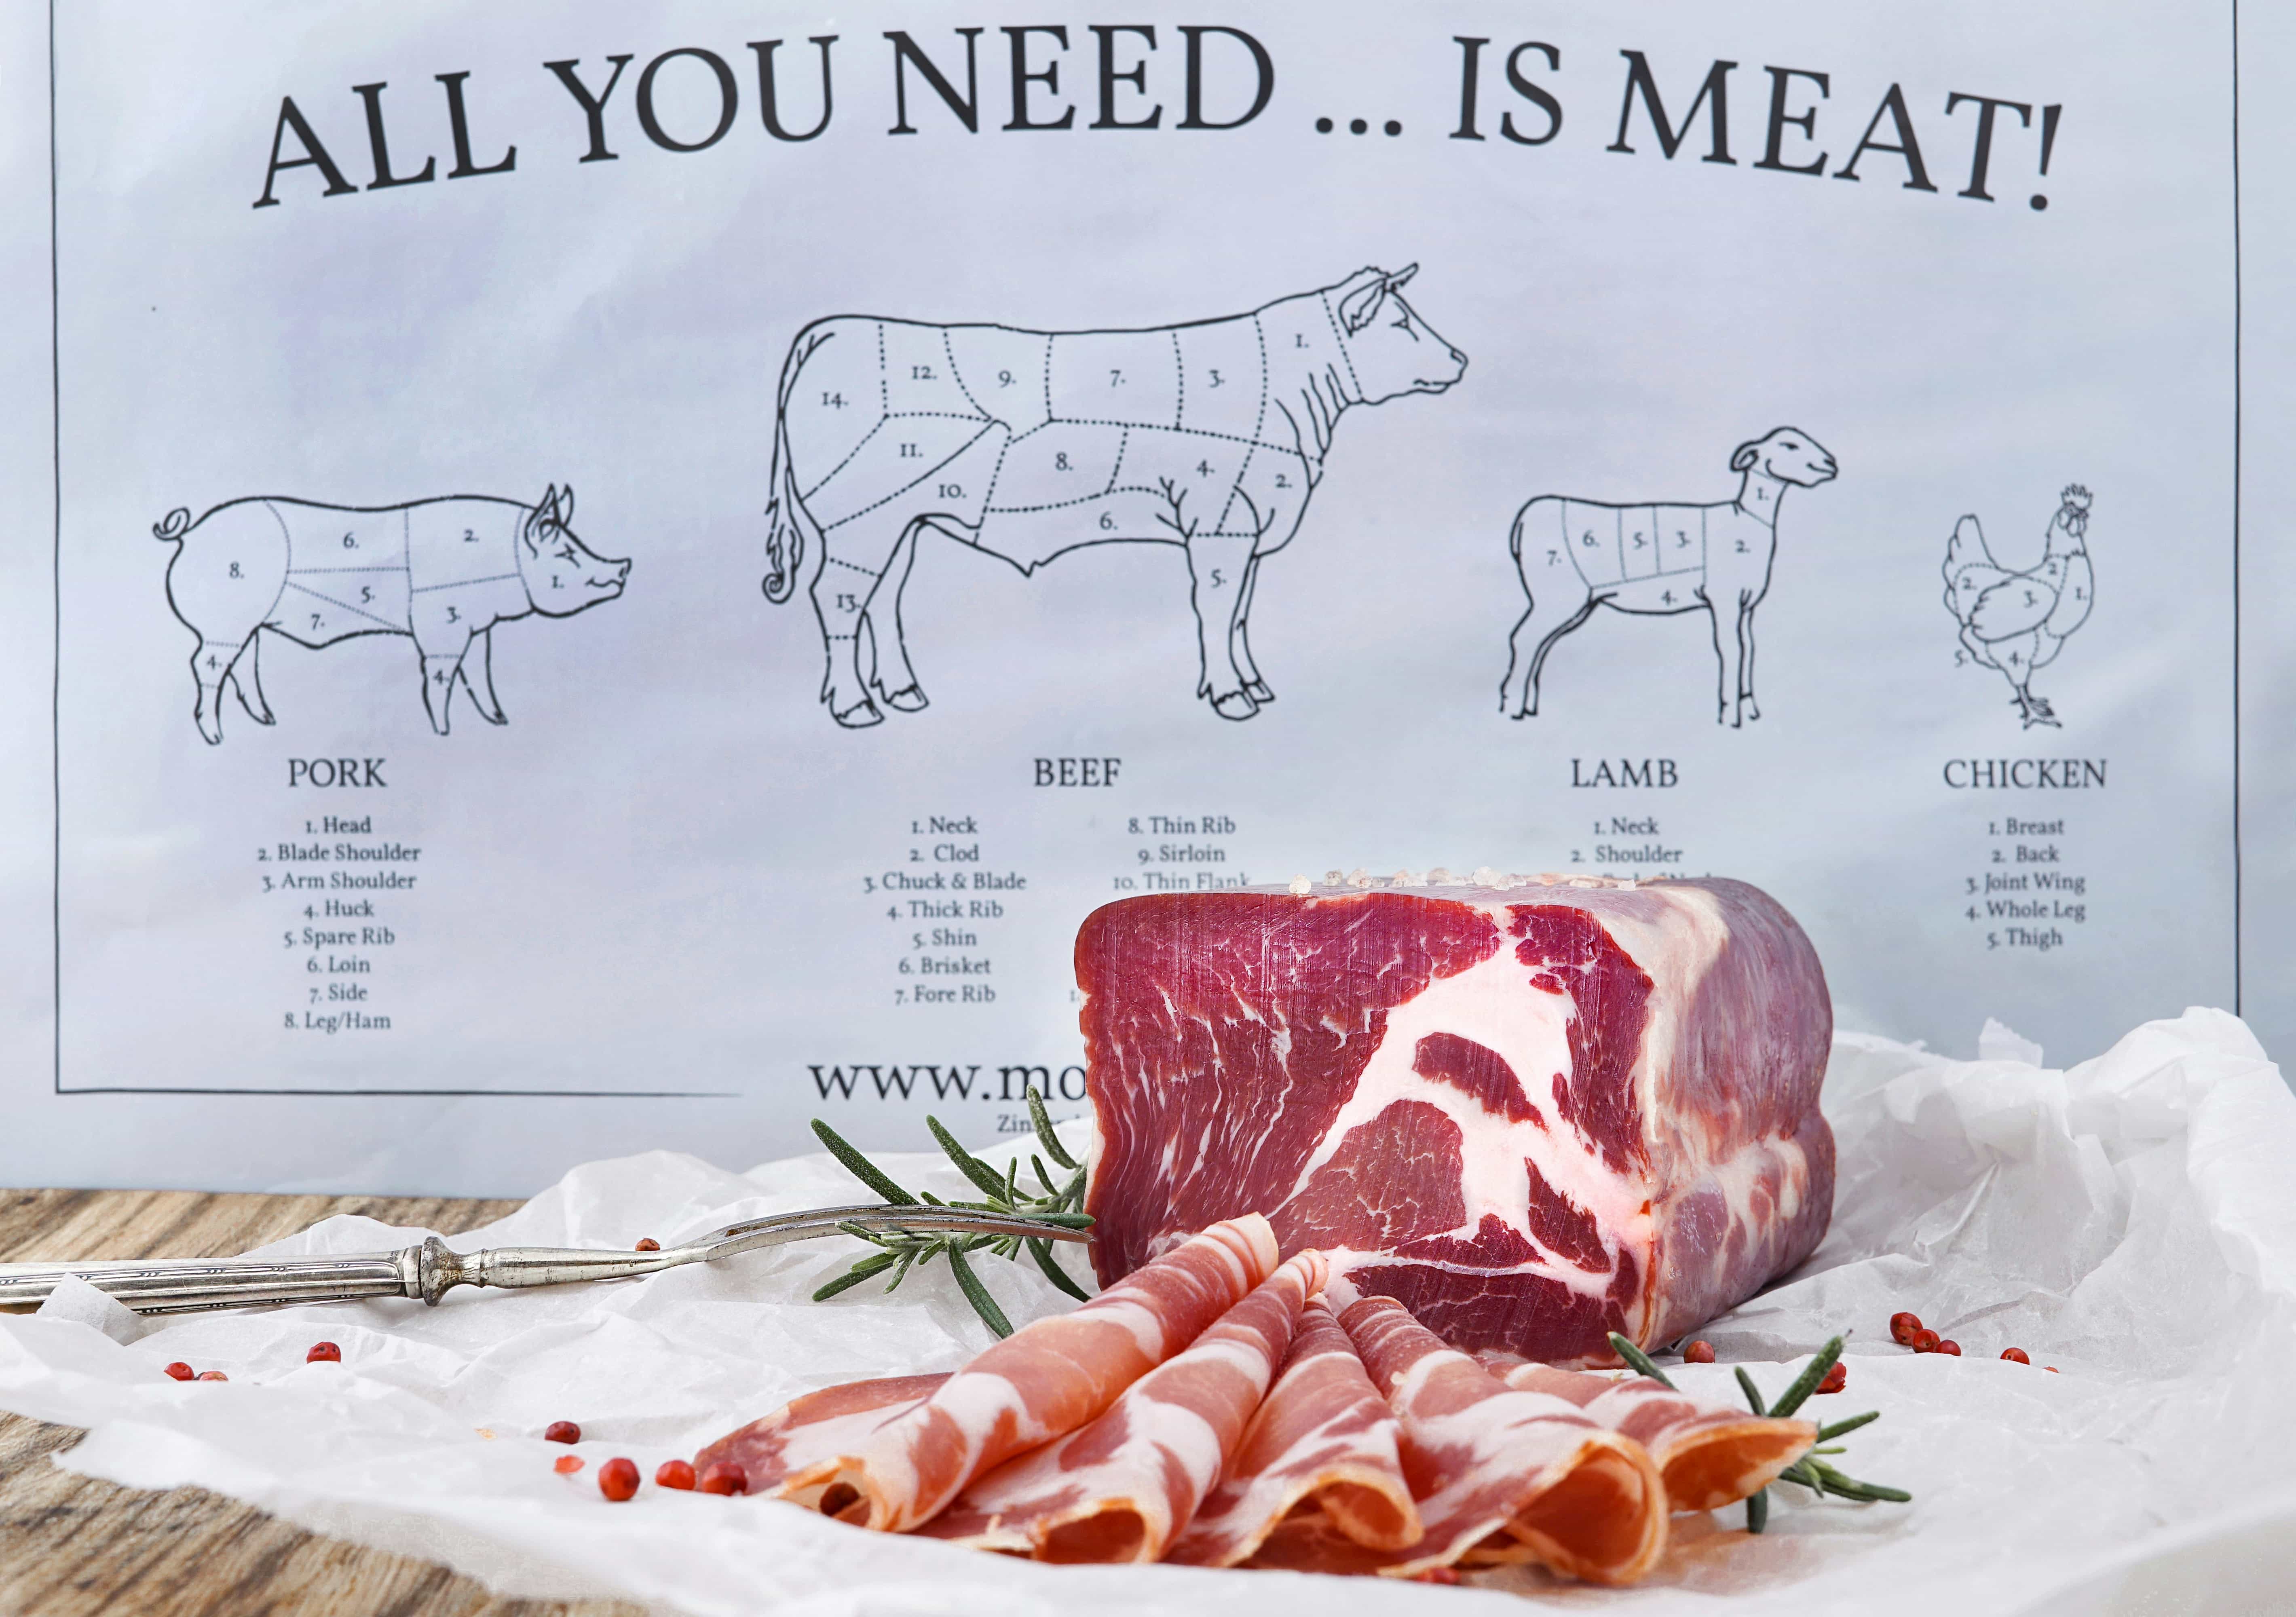 ALL YOU NEED ... IS MEAT!
8.
6.
2.
5.
7.
3.
1.
4.
4.
14.
12.
9.
7.
3.
1.
11.
8.
4.
2.
10.
6.
5.
13.
1.
7.
6.
5.
3.
2.
4.
2.
2.
3.
1.
5.
4.
PORK
1. Head
2. Blade Shoulder
3. Arm Shoulder
4. Huck
5. Spare Rib
6. Loin
7. Side
8. Leg/Ham
BEEF
1. Neck
2. Clod
3. Chuck & Blade
4. Thick Rib
5. Shin
6. Brisket
7. Fore Rib
8. Thin Rib
9. Sirloin
10. Thin Flank
LAMB
1. Neck
2. Shoulder
CHICKEN
1. Breast
2. Back
3. Joint Wing
4. Whole Leg
5. Thigh
www.mo